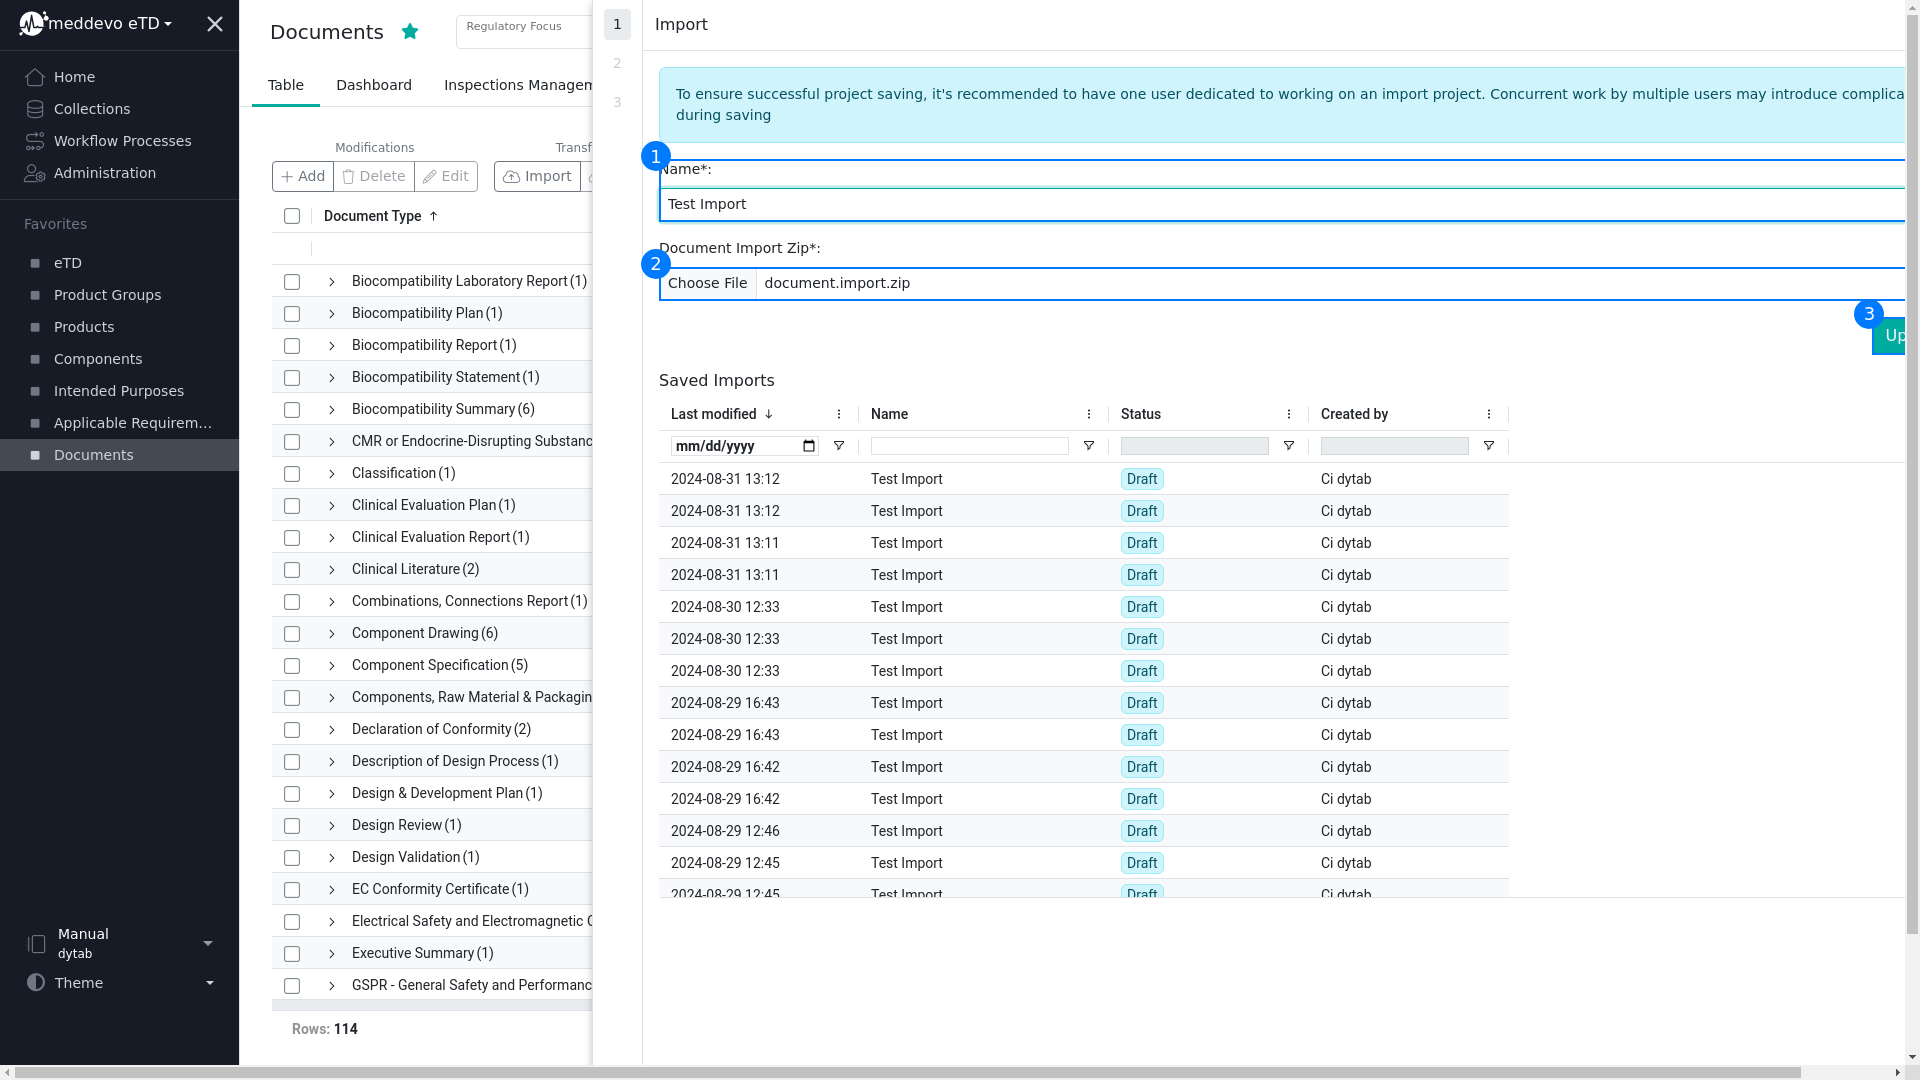 meddevo eTD
Home
Collections
Workflow Processes
Administration
Favorites
eTD
Product Groups
Products
Components
Intended Purposes
Applicable Requirem...
Documents
Manual
dytab
Theme
Documents
Regulatory Focus
Table
Dashboard
Inspections Managem
Modifications
Transf
Add
Delete
Edit
Import
Document Type
Biocompatibility Laboratory Report (1)
Biocompatibility Plan (1)
Biocompatibility Report (1)
Biocompatibility Statement (1)
Biocompatibility Summary (6)
CMR or Endocrine-Disrupting Substanc
Classification (1)
Clinical Evaluation Plan (1)
Clinical Evaluation Report (1)
Clinical Literature (2)
Combinations, Connections Report (1)
Component Drawing (6)
Component Specification (5)
Components, Raw Material & Packagin
Declaration of Conformity (2)
Description of Design Process (1)
Design & Development Plan (1)
Design Review (1)
Design Validation (1)
EC Conformity Certificate (1)
Electrical Safety and Electromagnetic C
Executive Summary (1)
GSPR - General Safety and Performanc
Rows: 114
1
2
3
Import
To ensure successful project saving, it's recommended to have one user dedicated to working on an import project. Concurrent work by multiple users may introduce complica
during saving
1
Name*:
Test Import
Document Import Zip*:
2
Choose File document.import.zip
3
Up
Saved Imports
Last modified Name Status Created by
mm/dd/yyyy
2024-08-31 13:12 Test Import Draft Ci dytab
2024-08-31 13:12 Test Import Draft Ci dytab
2024-08-31 13:11 Test Import Draft Ci dytab
2024-08-31 13:11 Test Import Draft Ci dytab
2024-08-30 12:33 Test Import Draft Ci dytab
2024-08-30 12:33 Test Import Draft Ci dytab
2024-08-30 12:33 Test Import Draft Ci dytab
2024-08-29 16:43 Test Import Draft Ci dytab
2024-08-29 16:43 Test Import Draft Ci dytab
2024-08-29 16:42 Test Import Draft Ci dytab
2024-08-29 16:42 Test Import Draft Ci dytab
2024-08-29 12:46 Test Import Draft Ci dytab
2024-08-29 12:45 Test Import Draft Ci dytab
2024-08-29 12:45 Test Import Draft Ci dytab